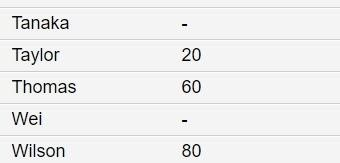 Tanaka -
Taylor 20
Thomas 60
Wei -
Wilson 80